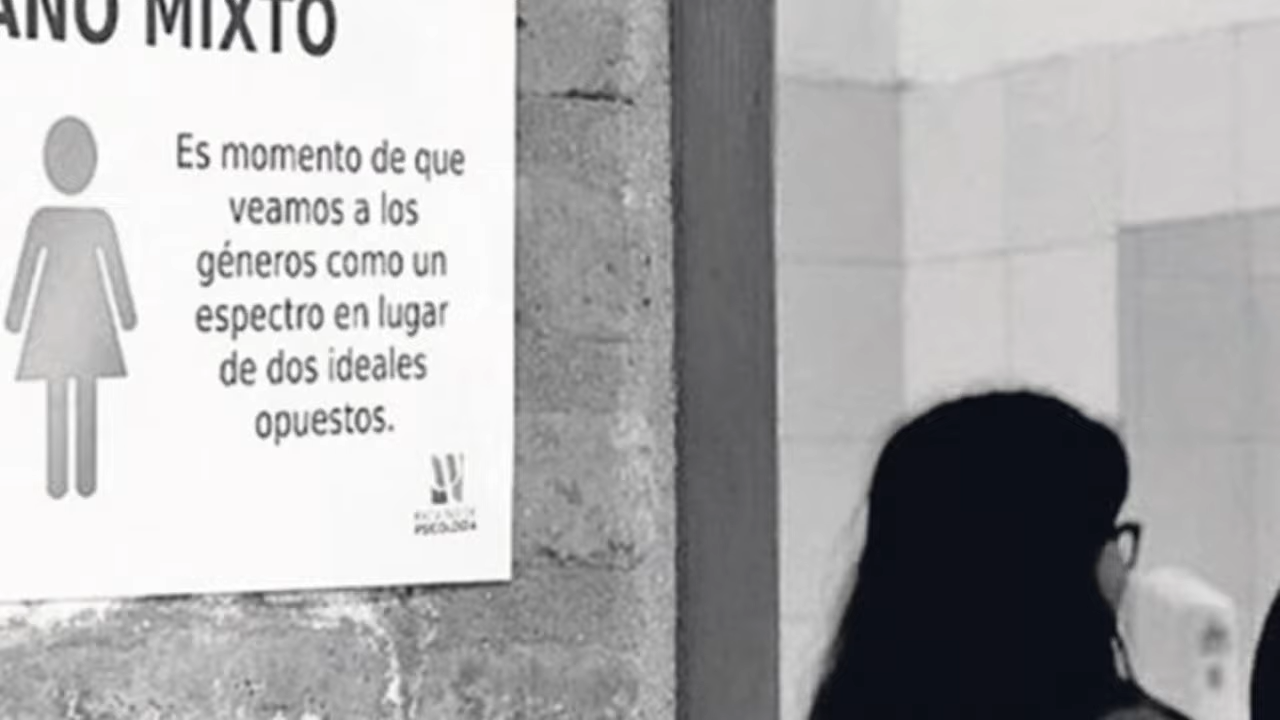 ANO MIXTO
Es momento de que
veamos a los
géneros como un
espectro en lugar
de dos ideales
opuestos.
PSICOLOGÍA